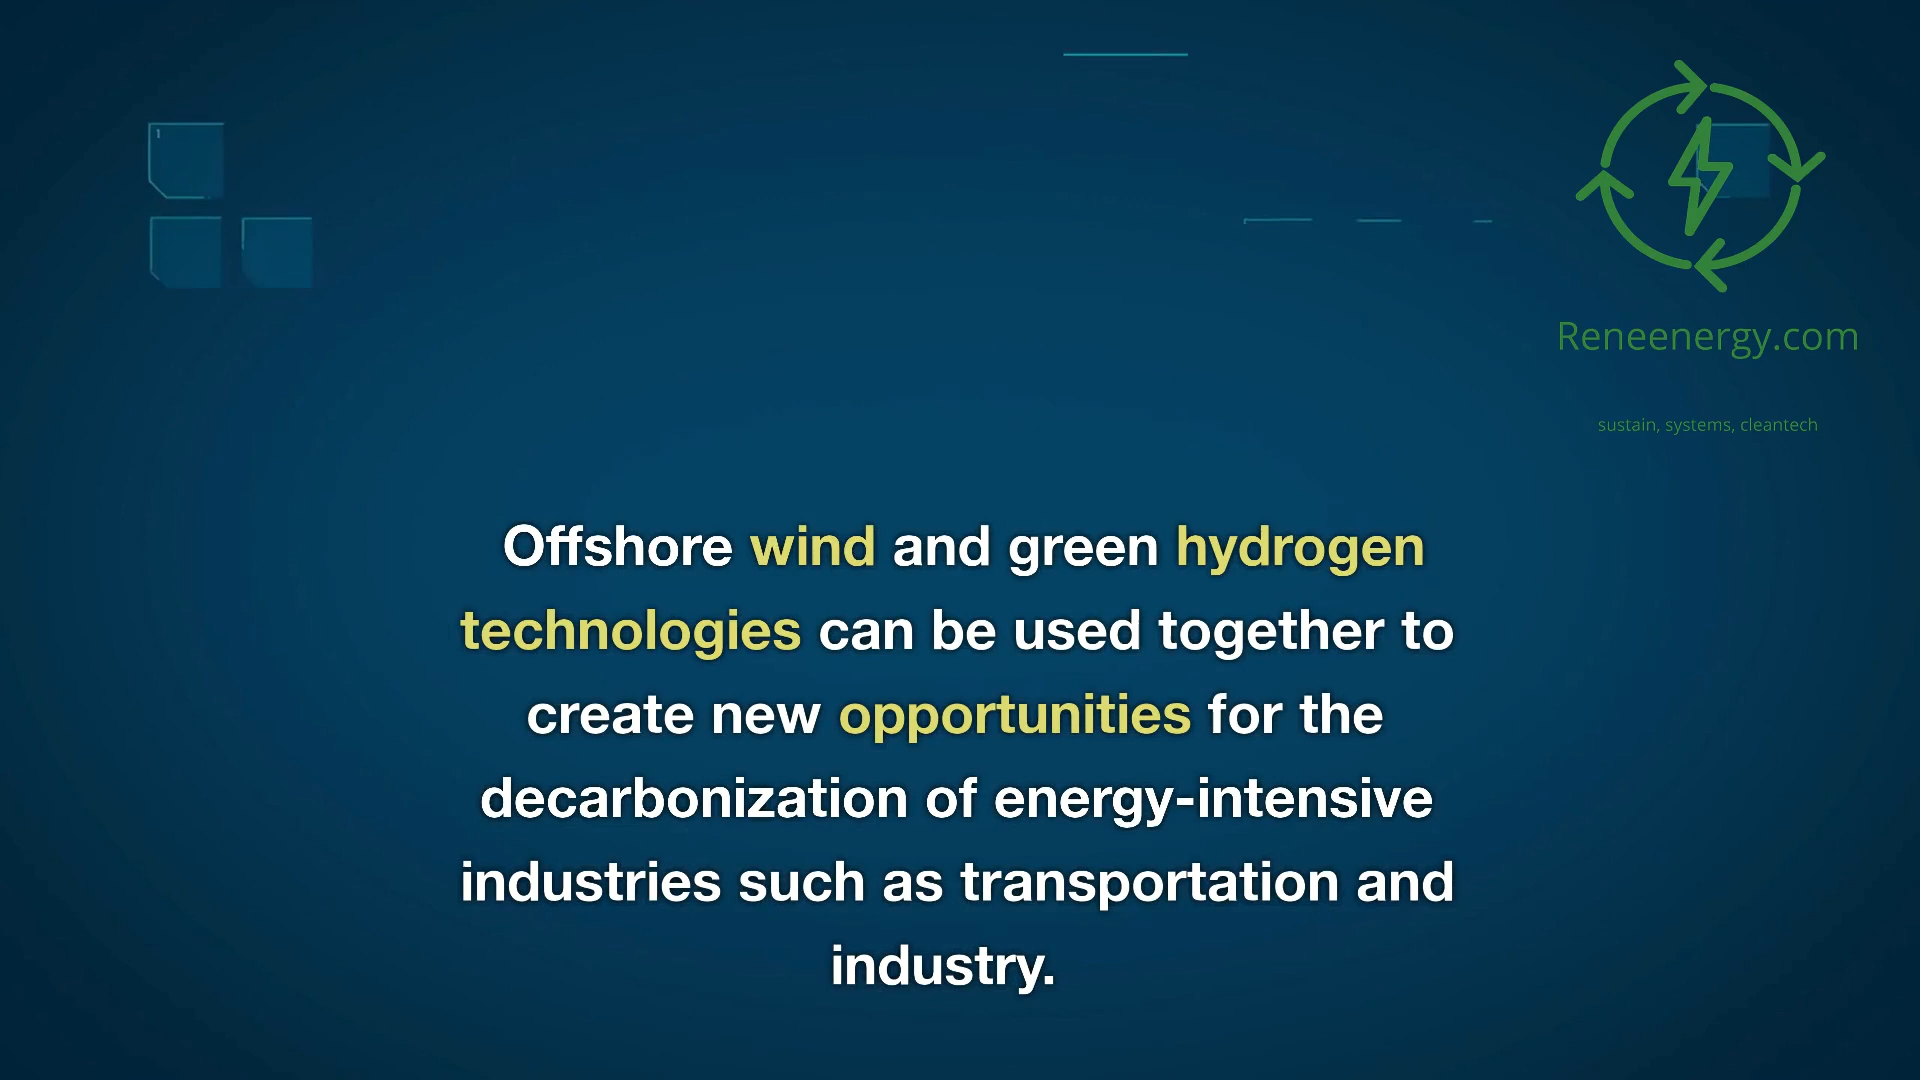 Reneenergy.com
sustain, systems, cleantech
Offshore wind and green hydrogen
technologies can be used together to
create new opportunities for the
decarbonization of energy-intensive
industries such as transportation and
industry.